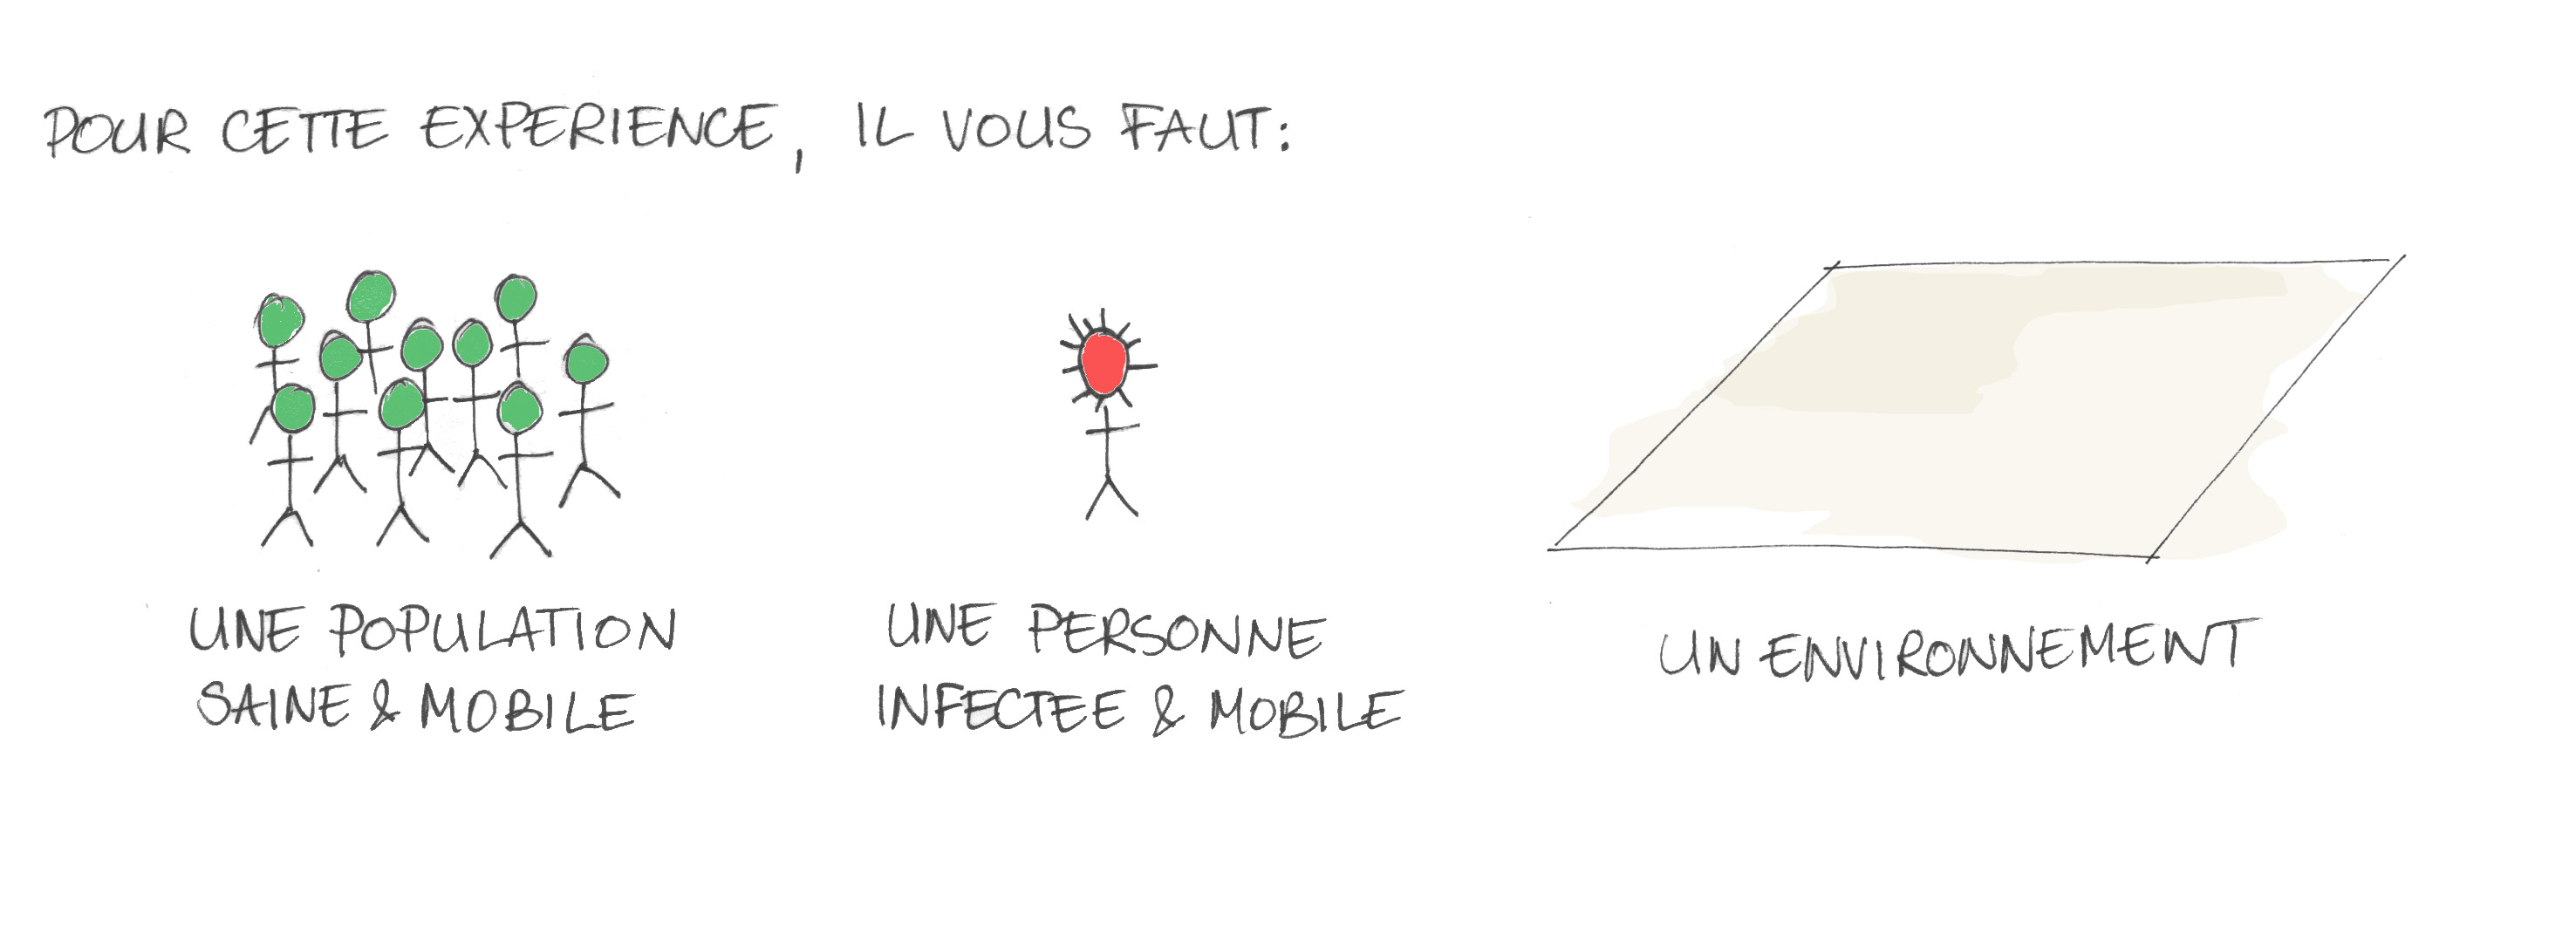 POUR CETTE EXPERIENCE, IL VOUS FAUT:
UNE POPULATION
SAINE & MOBILE
UNE PERSONNE
INFECTEE & MOBILE
UN ENVIRONNEMENT